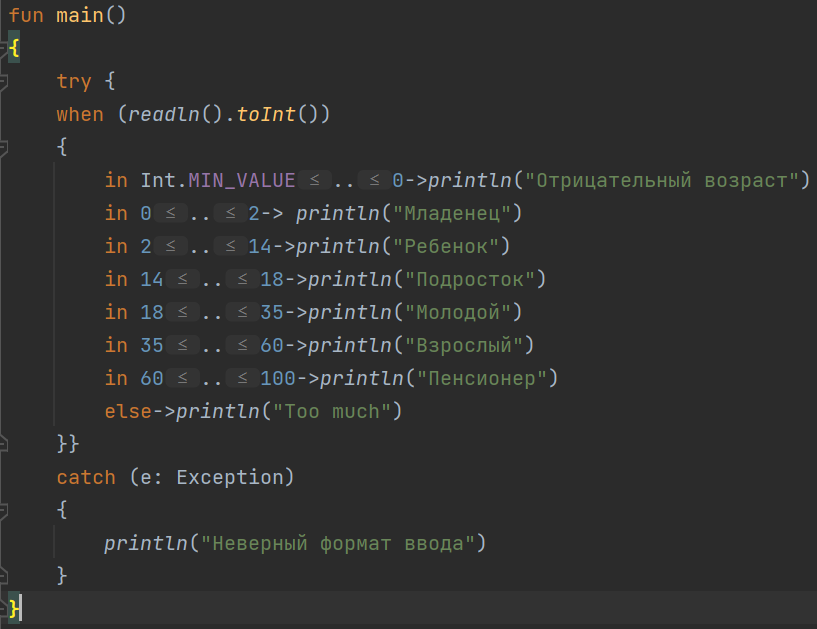 fun main()
{
    try {
    when (readln().toInt())
    {
        in Int.MIN_VALUE ≤ .. ≤ 0->println("Отрицательный возраст")
        in 0 ≤ .. ≤ 2-> println("Младенец")
        in 2 ≤ .. ≤ 14->println("Ребенок")
        in 14 ≤ .. ≤ 18->println("Подросток")
        in 18 ≤ .. ≤ 35->println("Молодой")
        in 35 ≤ .. ≤ 60->println("Взрослый")
        in 60 ≤ .. ≤ 100->println("Пенсионер")
        else->println("Too much")
    }}
    catch (e: Exception)
    {
        println("Неверный формат ввода")
    }
}